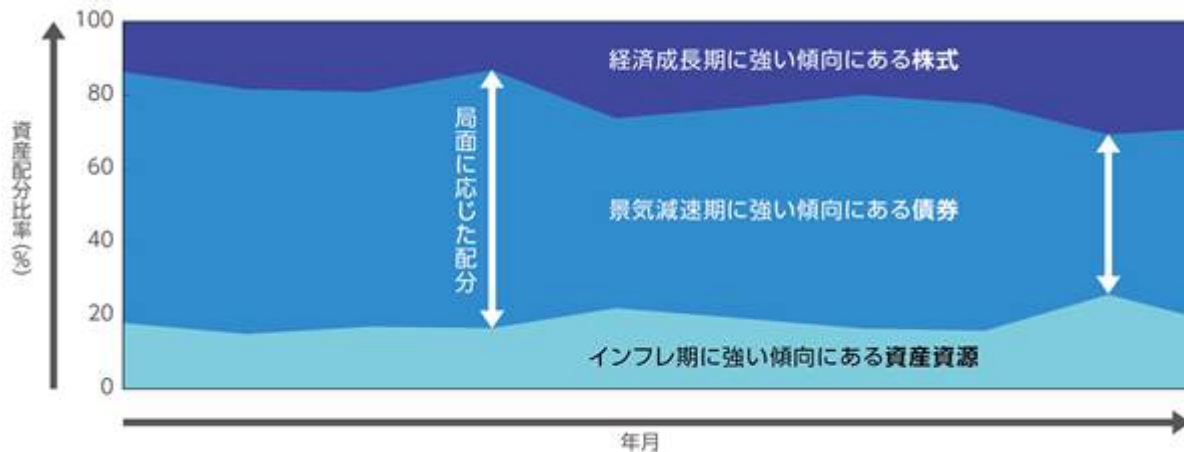 資産配分比率(%)
100
80
60
40
20
0
経済成長期に強い傾向にある株式
局面に応じた配分
景気減速期に強い傾向にある債券
インフレ期に強い傾向にある資産資源
年月